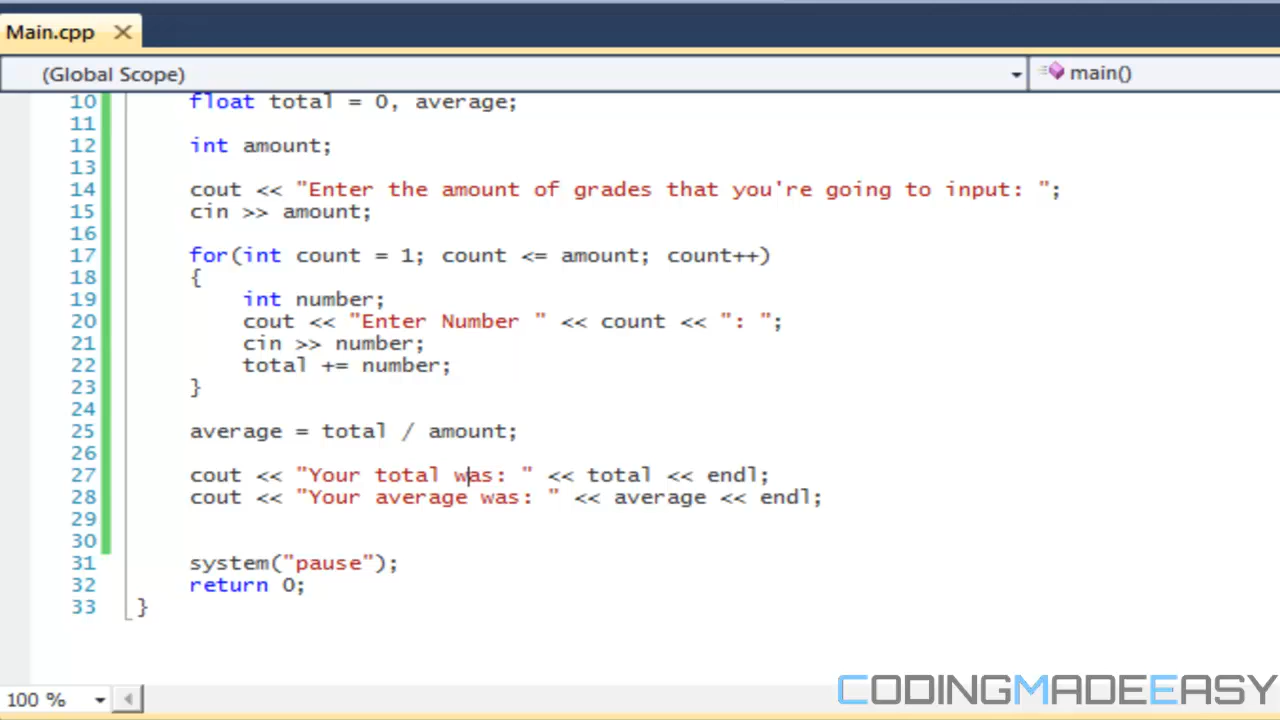 Main.cpp
(Global Scope)
main()
10 float total = 0, average;
11
12 int amount;
13
14 cout << "Enter the amount of grades that you're going to input: ";
15 cin >> amount;
16
17 for(int count = 1; count <= amount; count++)
18 {
19 int number;
20 cout << "Enter Number " << count << ": ";
21 cin >> number;
22 total += number;
23 }
24
25 average = total / amount;
26
27 cout << "Your total was: " << total << endl;
28 cout << "Your average was: " << average << endl;
29
30
31 system("pause");
32 return 0;
33 }
100 %
CODINGMADEEASY